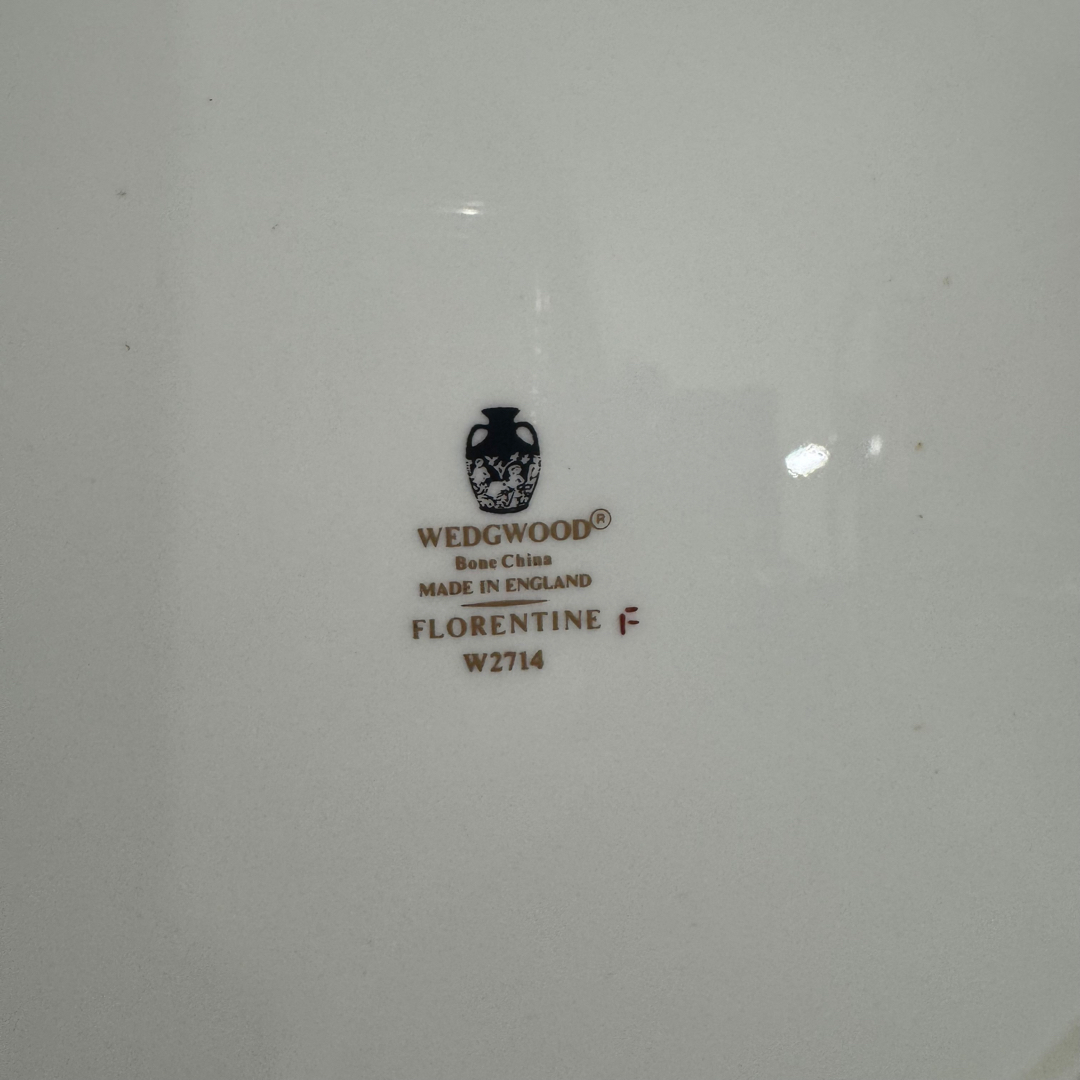 WEDGWOOD®
Bone China
MADE IN ENGLAND
FLORENTINE F
W2714